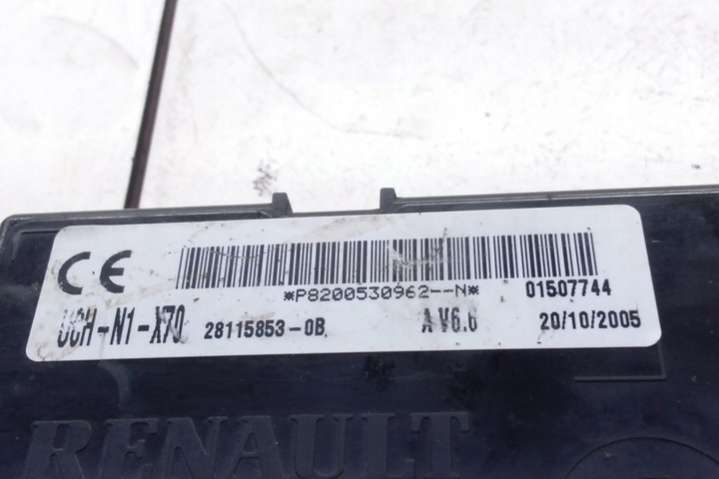 CE
*P8200530962--N* 01507744
UCH-N1-X70 28115853-0B A V6.6 20/10/2005
RENAULT